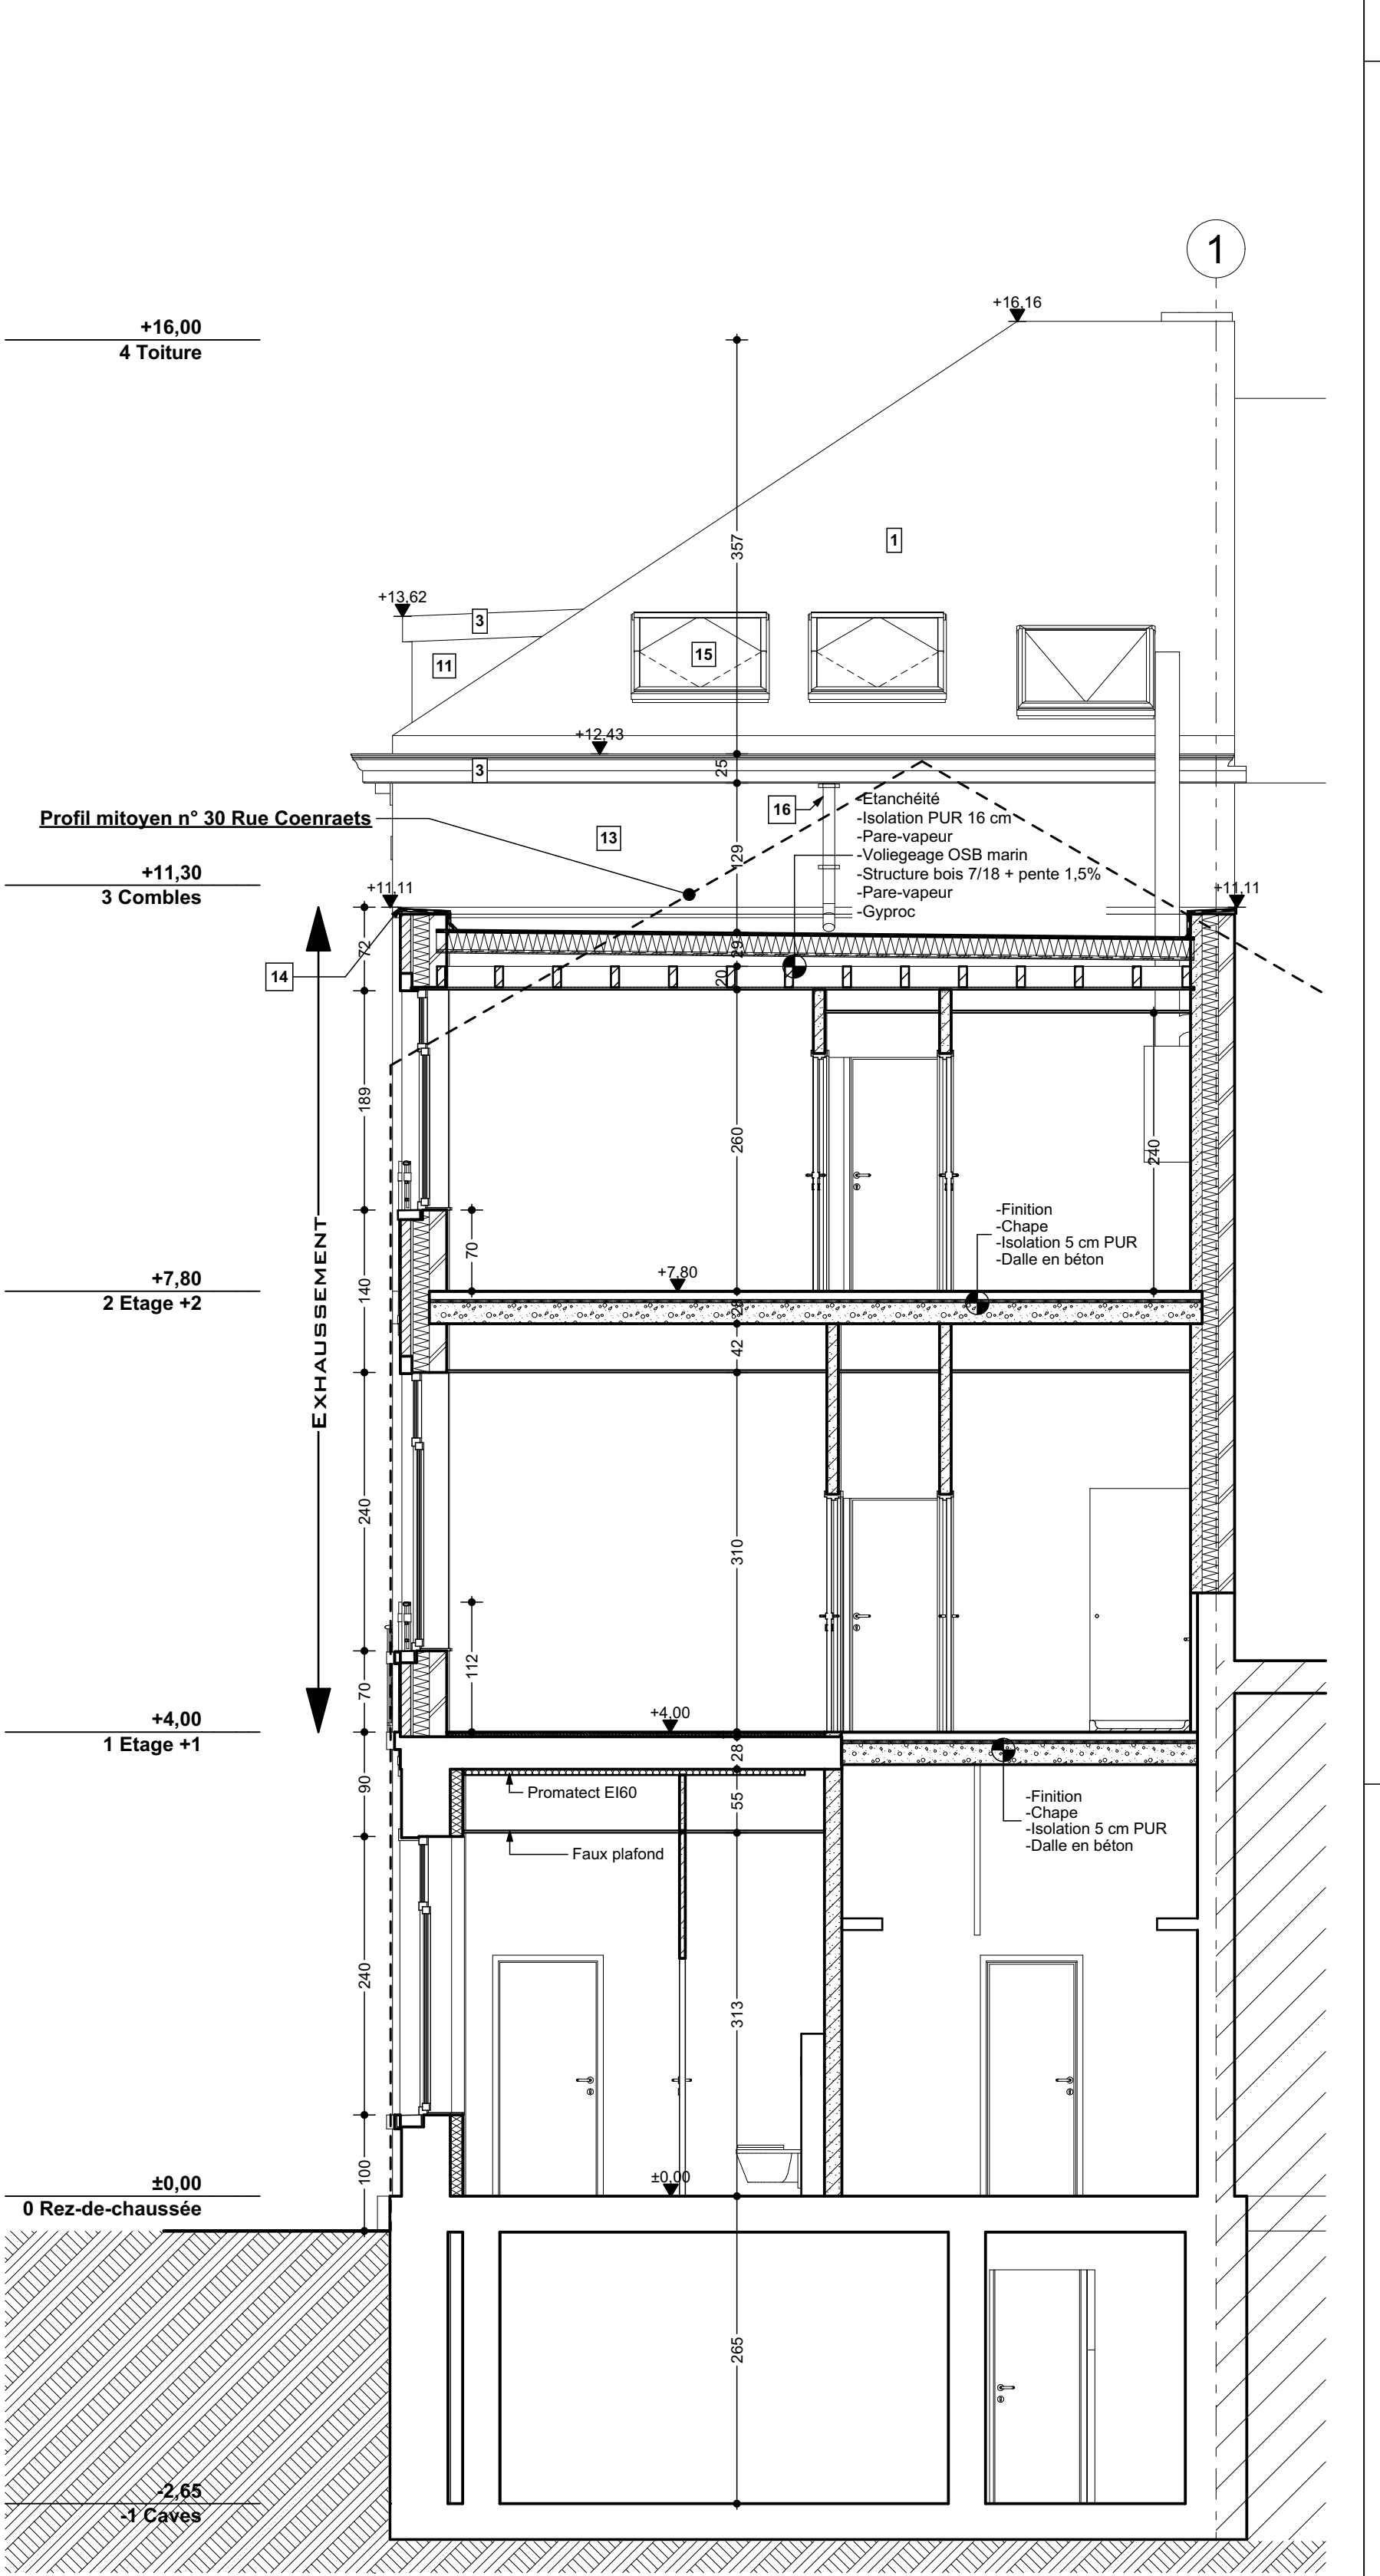 1
+16,16
+16,00
4 Toiture
357
1
+13,62
3
15
11
+12,43
25
3
16
-Etanchéité
-Isolation PUR 16 cm
-Pare-vapeur
-Voliegeage OSB marin
-Structure bois 7/18 + pente 1,5%
-Pare-vapeur
-Gyproc
Profil mitoyen n° 30 Rue Coenraets
13
129
+11,30
3 Combles
+11,11
+11,11
72
29
14
20
189
260
240
-Finition
-Chape
-Isolation 5 cm PUR
-Dalle en béton
70
EXHAUSSEMENT
+7,80
2 Etage +2
+7,80
140
28
42
240
310
112
70
+4,00
1 Etage +1
+4,00
28
90
Promatect EI60
55
-Finition
-Chape
-Isolation 5 cm PUR
-Dalle en béton
Faux plafond
240
313
100
±0,00
0 Rez-de-chaussée
±0,00
265
-2,65
-1 Caves